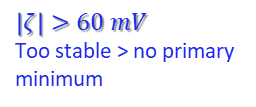 |ζ| > 60 mV
Too stable > no primary
minimum